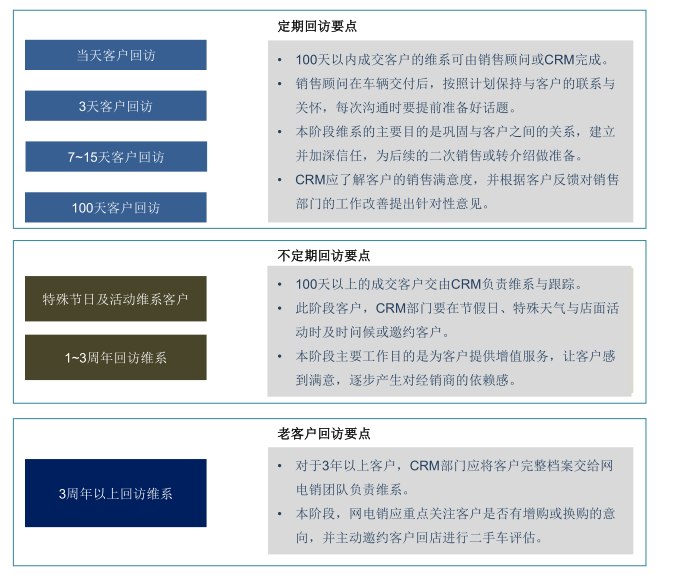 定期回访要点
当天客户回访
3天客户回访
7~15天客户回访
100天客户回访
• 100天以内成交客户的维系可由销售顾问或CRM完成。
• 销售顾问在车辆交付后，按照计划保持与客户的联系与
关怀，每次沟通时要提前准备好话题。
• 本阶段维系的主要目的是巩固与客户之间的关系，建立
并加深信任，为后续的二次销售或转介绍做准备。
• CRM应了解客户的销售满意度，并根据客户反馈对销售
部门的工作改善提出针对性意见。
不定期回访要点
特殊节日及活动维系客户
1~3周年回访维系
• 100天以上的成交客户交由CRM负责维系与跟踪。
• 此阶段客户，CRM部门要在节假日、特殊天气与店面活
动时及时问候或邀约客户。
• 本阶段主要工作目的是为客户提供增值服务，让客户感
到满意，逐步产生对经销商的依赖感。
老客户回访要点
3周年以上回访维系
• 对于3年以上客户，CRM部门应将客户完整档案交给网
电销团队负责维系。
• 本阶段，网电销应重点关注客户是否有增购或换购的意
向，并主动邀约客户回店进行二手车评估。